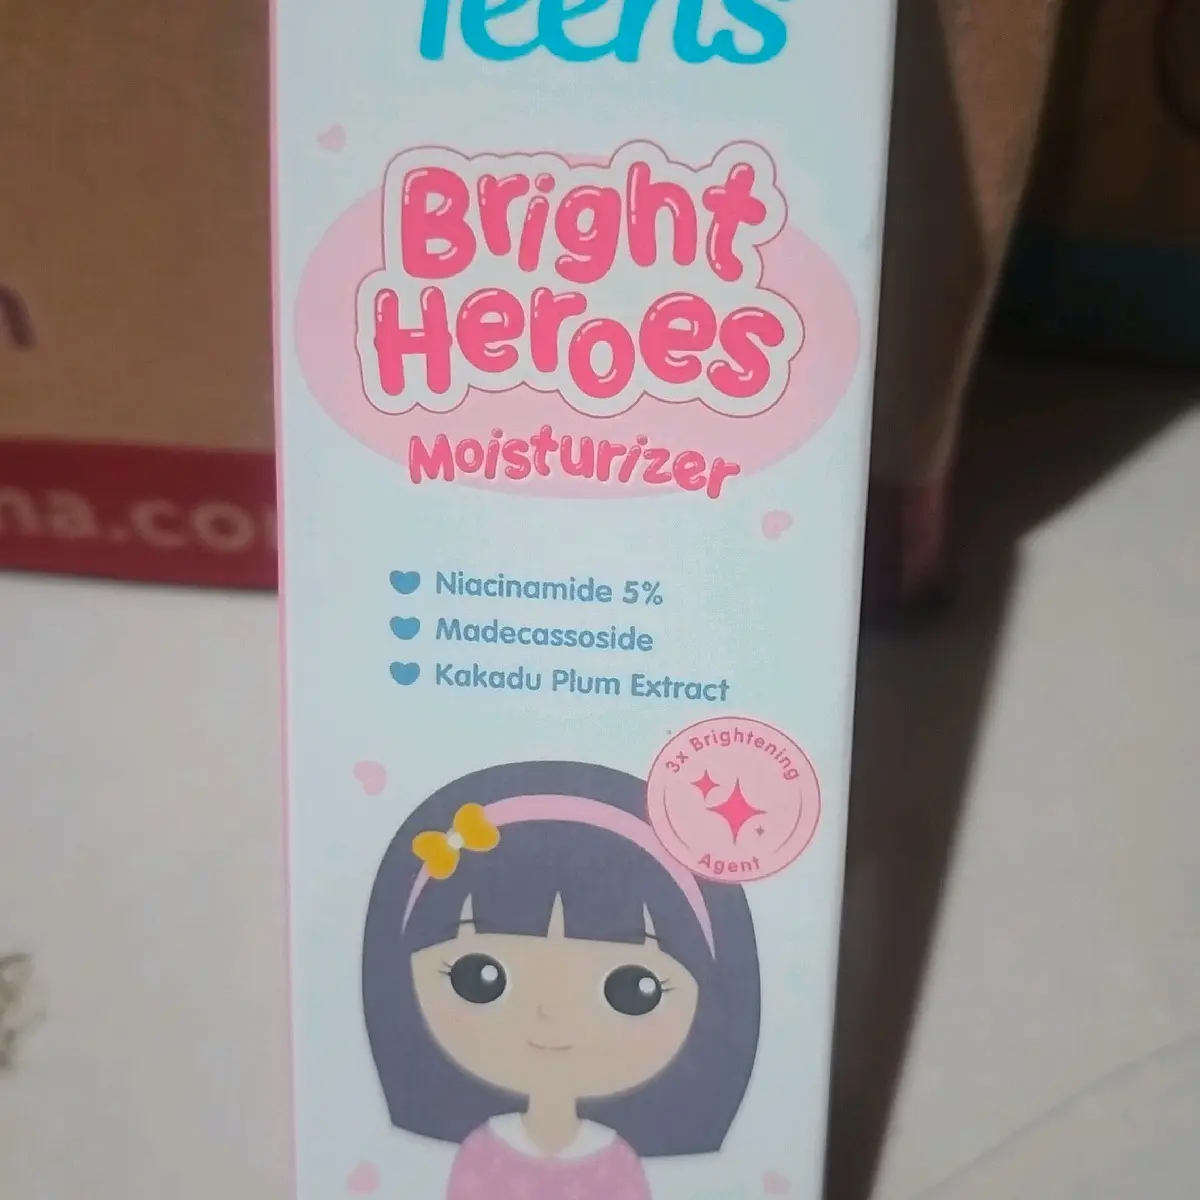 Teens
Bright
Heroes
Moisturizer
Niacinamide 5%
Madecassoside
Kakadu Plum Extract
3x Brightening
Agent